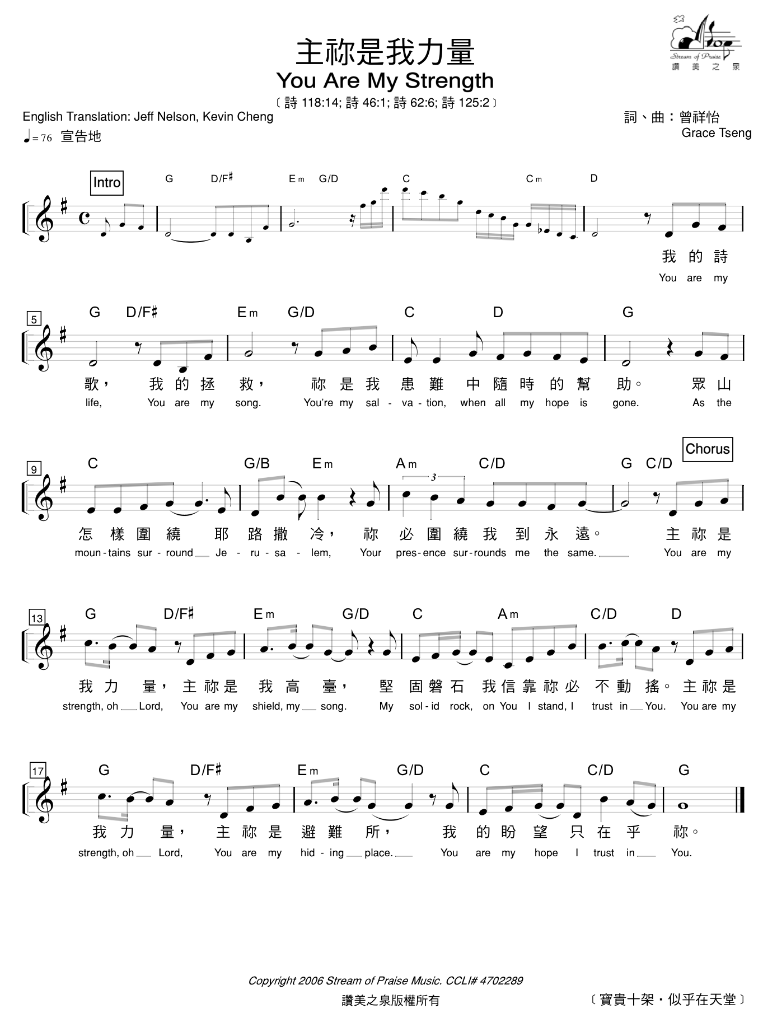 主祢是我力量
You Are My Strength
﹝詩 118:14; 詩 46:1; 詩 62:6; 詩 125:2﹞
Stream of Praise
讚美之泉
English Translation: Jeff Nelson, Kevin Cheng
詞、曲：曾祥怡
♩=76 宣告地
Grace Tseng
Intro
G D/F♯ Em G/D C Cm D
我 的 詩
You are my
5
G D/F♯ Em G/D C D G
歌， 我 的 拯 救， 祢 是 我 患 難 中 隨 時 的 幫 助。 眾 山
life, You are my song. You're my sal - va - tion, when all my hope is gone. As the
Chorus
9
C G/B Em Am C/D G C/D
3
怎 樣 圍 繞 耶 路 撒 冷， 祢 必 圍 繞 我 到 永 遠。 主 祢 是
moun - tains sur - round Je - ru - sa - lem, Your pres - ence sur - rounds me the same. You are my
13
G D/F♯ Em G/D C Am C/D D
我 力 量， 主 祢 是 我 高 臺， 堅 固 磐 石 我 信 靠 祢 必 不 動 搖。 主 祢 是
strength, oh Lord, You are my shield, my song. My sol - id rock, on You I stand, I trust in You. You are my
17
G D/F♯ Em G/D C C/D G
我 力 量， 主 祢 是 避 難 所， 我 的 盼 望 只 在 乎 祢。
strength, oh Lord, You are my hid - ing place. You are my hope I trust in You.
Copyright 2006 Stream of Praise Music. CCLI# 4702289
讚美之泉版權所有
﹝寶貴十架・似乎在天堂﹞